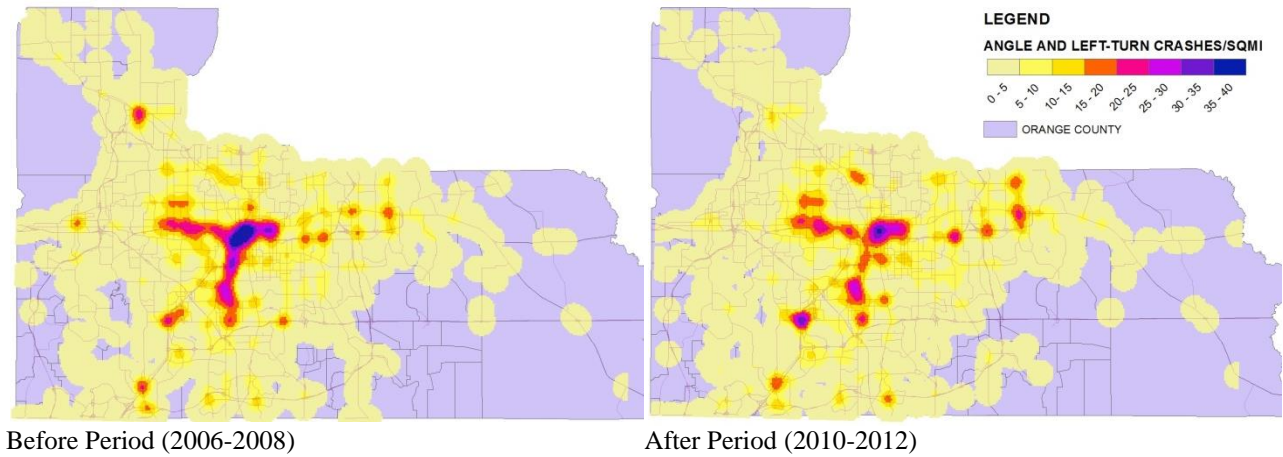 LEGEND
ANGLE AND LEFT-TURN CRASHES/SQMI
0 - 5
5 - 10
10- 15
15 - 20
20- 25
25 - 30
30 - 35
35 - 40
ORANGE COUNTY
Before Period (2006-2008)
After Period (2010-2012)